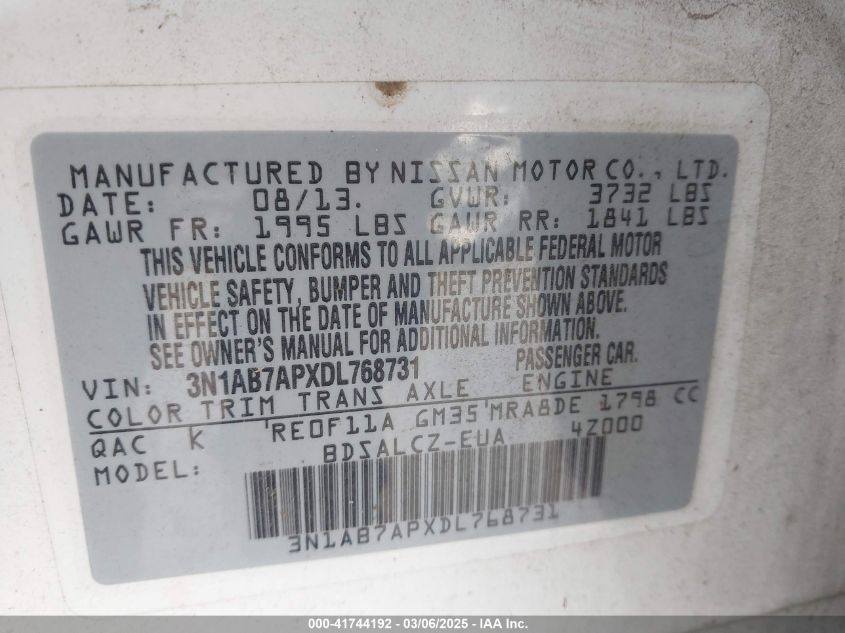 MANUFACTURED BY NISSAN MOTOR CO., LTD.
DATE: 08/13. GVWR: 3732 LBS
GAWR FR: 1995 LBS GAWR RR: 1841 LBS
THIS VEHICLE CONFORMS TO ALL APPLICABLE FEDERAL MOTOR
VEHICLE SAFETY, BUMPER AND THEFT PREVENTION STANDARDS
IN EFFECT ON THE DATE OF MANUFACTURE SHOWN ABOVE.
SEE OWNER'S MANUAL FOR ADDITIONAL INFORMATION.
VIN: 3N1AB7APXDL768731 PASSENGER CAR.
COLOR TRIM TRANS AXLE ENGINE
QAC K 'RE0F11A GM35'MRA8DE 1798 CC
MODEL: BDSALCZ-EUA 4Z000
3N1AB7APXDL768731
000-41744192 - 03/06/2025 - IAA Inc.